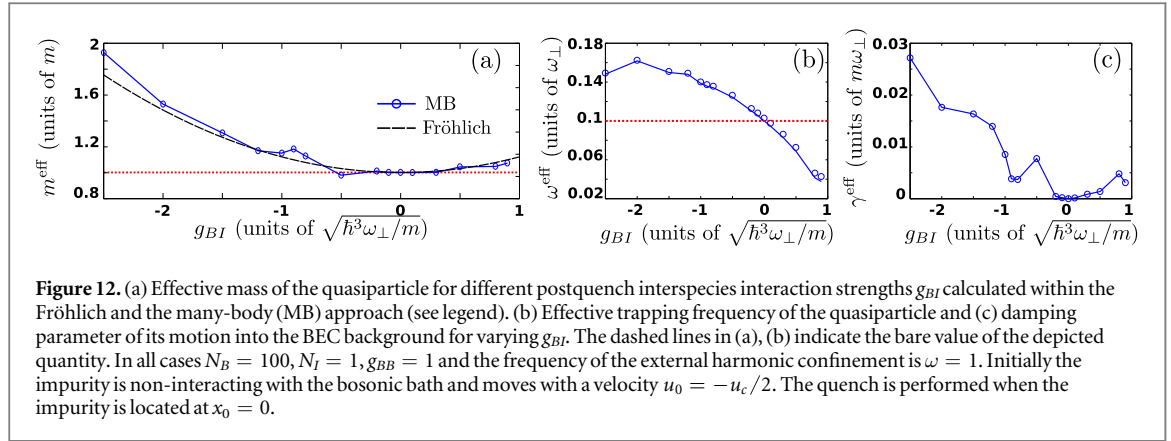 2
1.6
1.2
0.8
m^eff (units of m)
(a)
MB
Fröhlich
-2 -1 0 1
g_BI (units of √ħ³ω⊥/m)
0.18
0.14
0.1
0.06
0.02
ω^eff (units of ω⊥)
(b)
-2 -1 0 1
g_BI (units of √ħ³ω⊥/m)
0.03
0.02
0.01
0
γ^eff (units of mω⊥)
(c)
-2 -1 0 1
g_BI (units of √ħ³ω⊥/m)
Figure 12. (a) Effective mass of the quasiparticle for different postquench interspecies interaction strengths g_BI calculated within the
Fröhlich and the many-body (MB) approach (see legend). (b) Effective trapping frequency of the quasiparticle and (c) damping
parameter of its motion into the BEC background for varying g_BI. The dashed lines in (a), (b) indicate the bare value of the depicted
quantity. In all cases N_B = 100, N_I = 1, g_BB = 1 and the frequency of the external harmonic confinement is ω = 1. Initially the
impurity is non-interacting with the bosonic bath and moves with a velocity u_0 = −u_c/2. The quench is performed when the
impurity is located at x_0 = 0.